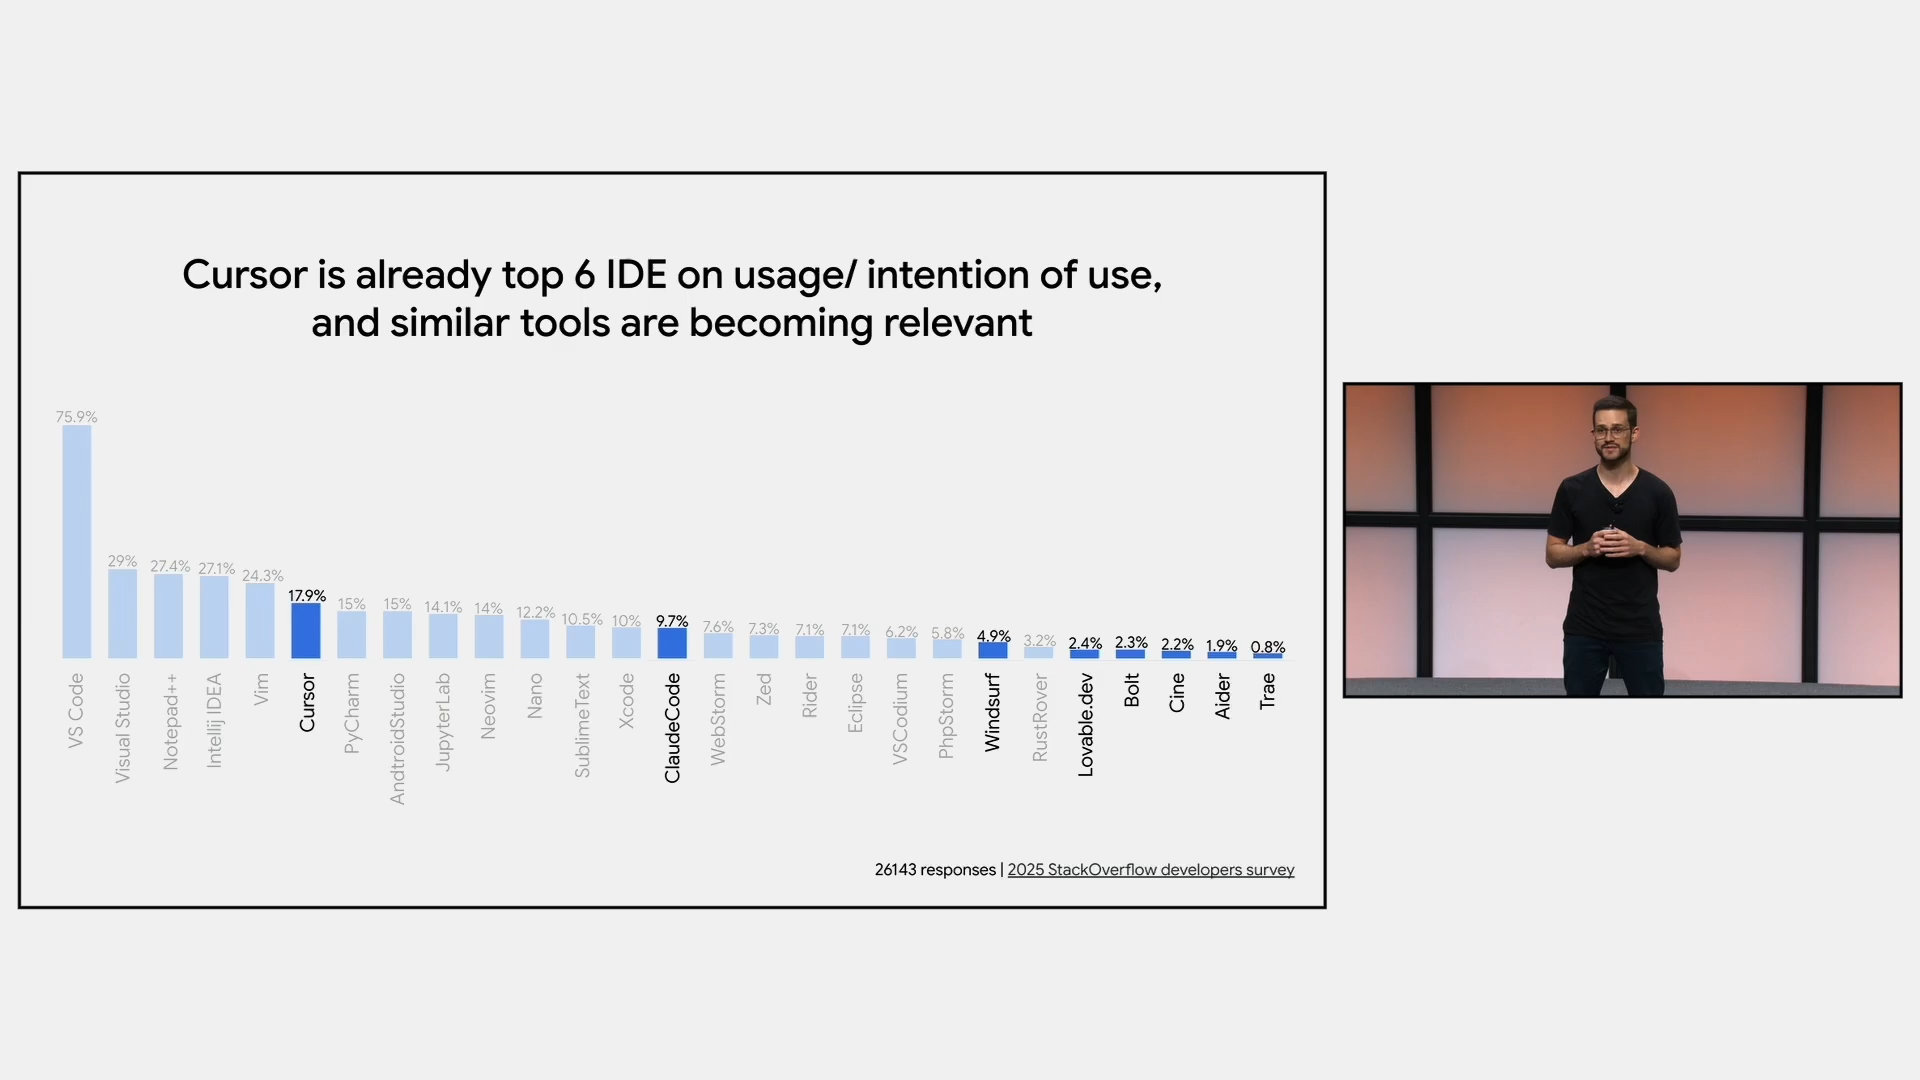 Cursor is already top 6 IDE on usage/ intention of use,
and similar tools are becoming relevant
75.9%
29%
27.4%
27.1%
24.3%
17.9%
15%
15%
14.1%
14%
12.2%
10.5%
10%
9.7%
7.6%
7.3%
7.1%
7.1%
6.2%
5.8%
4.9%
3.2%
2.4%
2.3%
2.2%
1.9%
0.8%
VS Code
Visual Studio
Notepad++
Intellij IDEA
Vim
Cursor
PyCharm
AndtroidStudio
JupyterLab
Neovim
Nano
SublimeText
Xcode
ClaudeCode
WebStorm
Zed
Rider
Eclipse
VSCodium
PhpStorm
Windsurf
RustRover
Lovable.dev
Bolt
Cine
Aider
Trae
26143 responses | 2025 StackOverflow developers survey